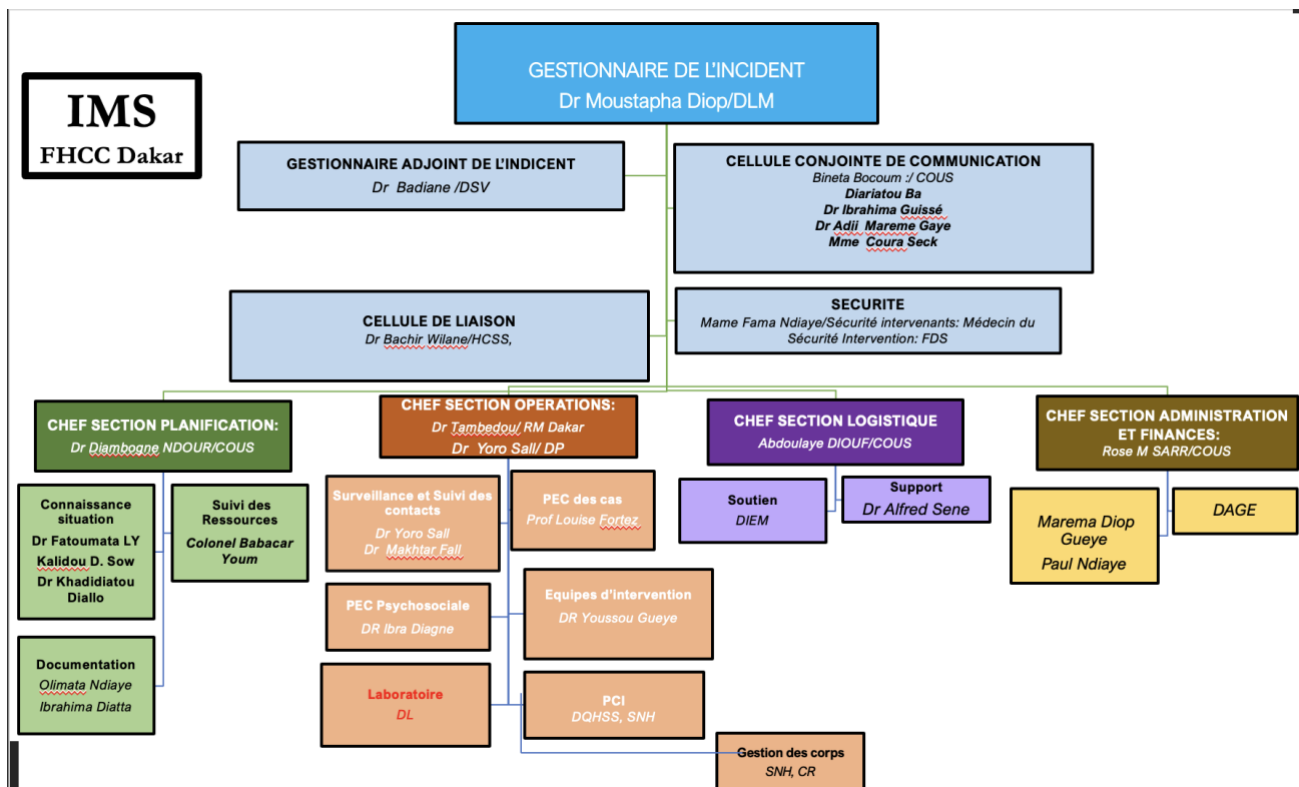 IMS
FHCC Dakar
GESTIONNAIRE DE L'INCIDENT
Dr Moustapha Diop/DLM
GESTIONNAIRE ADJOINT DE L'INDICENT
Dr Badiane /DSV
CELLULE CONJOINTE DE COMMUNICATION
Bineta Bocoum :/ COUS
Diariatou Ba
Dr Ibrahima Guissé
Dr Adji Mareme Gaye
Mme Coura Seck
CELLULE DE LIAISON
Dr Bachir Wilane/HCSS,
SECURITE
Mame Fama Ndiaye/Sécurité intervenants: Médecin du
Sécurité Intervention: FDS
CHEF SECTION PLANIFICATION:
Dr Diambogne NDOUR/COUS
Connaissance
situation
Dr Fatoumata LY
Kalidou D. Sow
Dr Khadidiatou
Diallo
Suivi des
Ressources
Colonel Babacar
Youm
Documentation
Olimata Ndiaye
Ibrahima Diatta
CHEF SECTION OPERATIONS:
Dr Tambedou/ RM Dakar
Dr Yoro Sall/ DP
Surveillance et Suivi des
contacts
Dr Yoro Sall
Dr Makhtar Fall
PEC des cas
Prof Louise Fortez
PEC Psychosociale
DR Ibra Diagne
Equipes d'intervention
DR Youssou Gueye
Laboratoire
DL
PCI
DQHSS, SNH
Gestion des corps
SNH, CR
CHEF SECTION LOGISTIQUE
Abdoulaye DIOUF/COUS
Soutien
DIEM
Support
Dr Alfred Sene
CHEF SECTION ADMINISTRATION
ET FINANCES:
Rose M SARR/COUS
Marema Diop
Gueye
Paul Ndiaye
DAGE